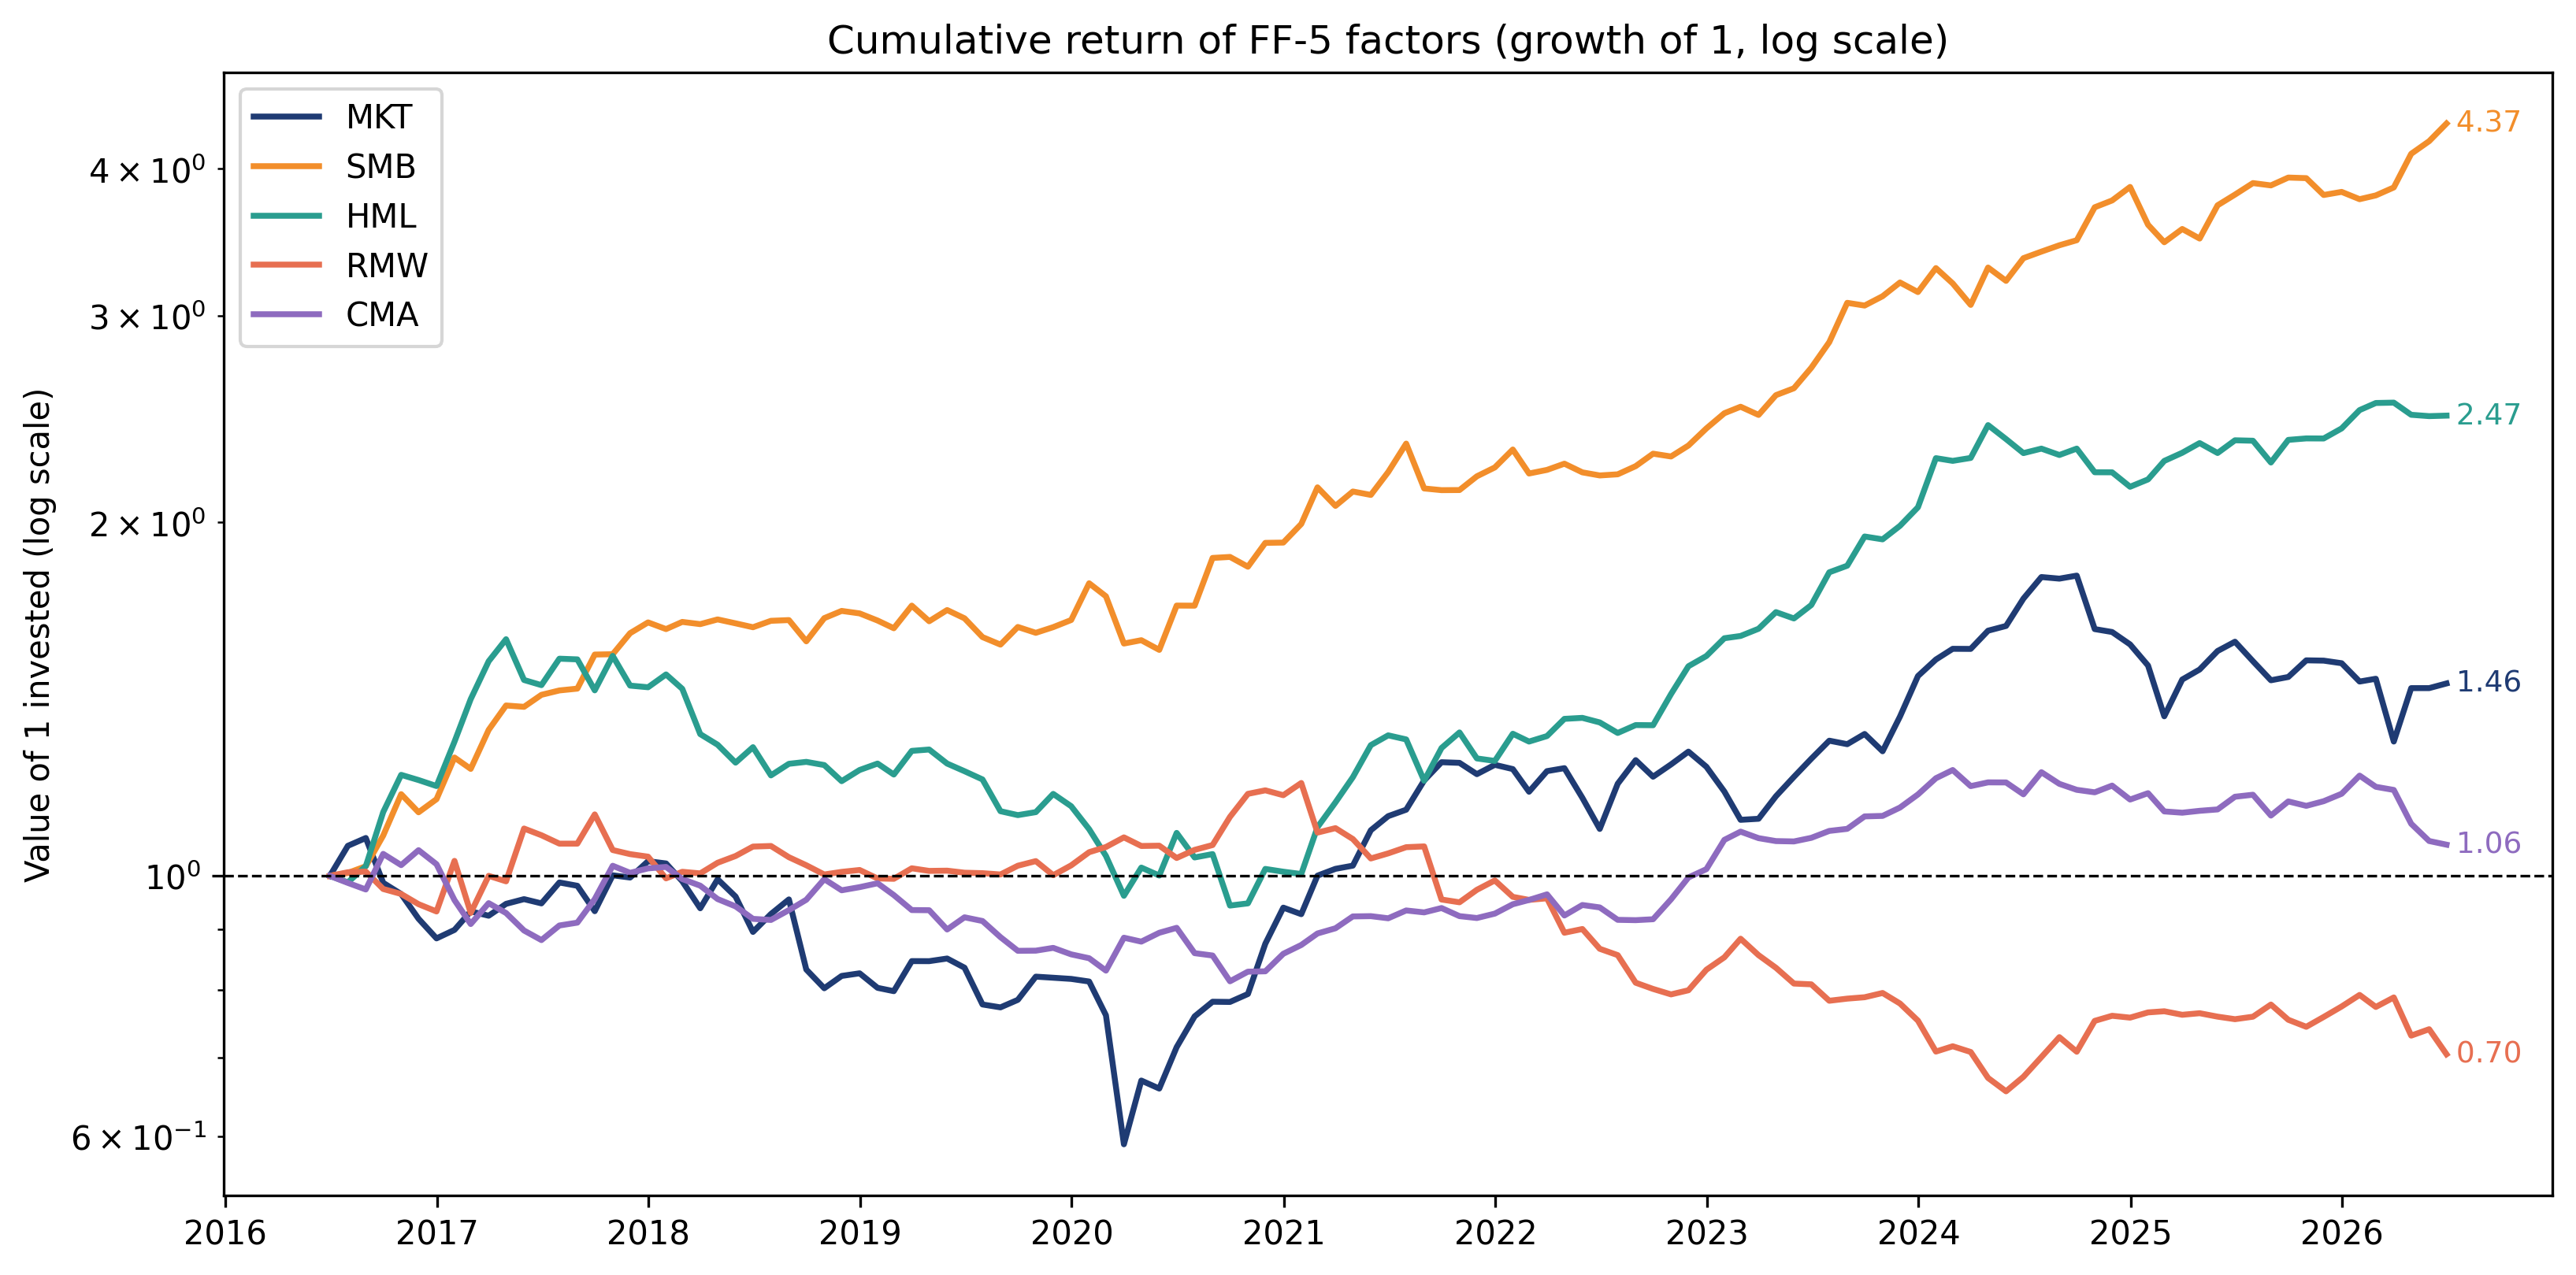 Cumulative return of FF-5 factors (growth of 1, log scale)
MKT
SMB
HML
RMW
CMA
Value of 1 invested (log scale)
4 × 10⁰
3 × 10⁰
2 × 10⁰
10⁰
6 × 10⁻¹
4.37
2.47
1.46
1.06
0.70
2016 2017 2018 2019 2020 2021 2022 2023 2024 2025 2026